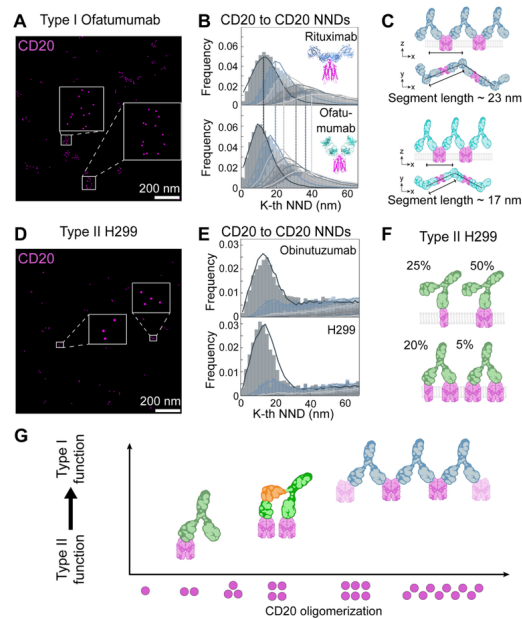 A Type I Ofatumumab
CD20
200 nm
B CD20 to CD20 NNDs
Rituximab
Frequency
0.06
0.04
0.02
0
Ofatu-
mumab
Frequency
0.06
0.04
0.02
0
0 20 40 60
K-th NND (nm)
C
z
x
y
x
Segment length ~ 23 nm
z
x
y
x
Segment length ~ 17 nm
D Type II H299
CD20
200 nm
E CD20 to CD20 NNDs
Obinutuzumab
Frequency
0.03
0.02
0.01
0
H299
Frequency
0.03
0.02
0.01
0
0 20 40 60
K-th NND (nm)
F Type II H299
25% 50%
20% 5%
G
Type I
function
Type II
function
CD20 oligomerization